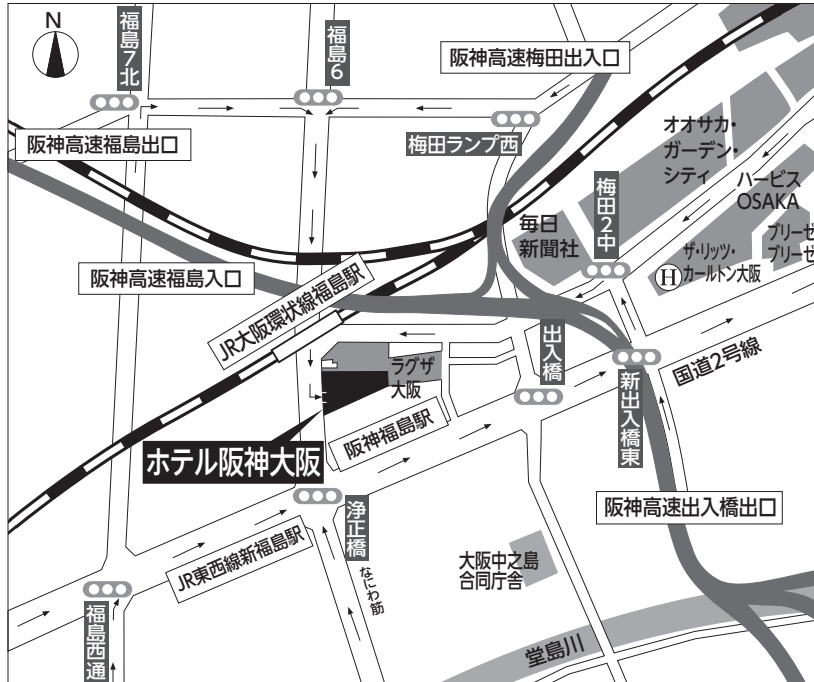 N
福島7北
福島6
阪神高速梅田出入口
阪神高速福島出口
梅田ランプ西
オオサカ・
ガーデン・
シティ
ハービス
OSAKA
梅田2中
毎日
新聞社
ブリーゼ
ブリーゼ
ザ・リッツ・
カールトン大阪
H
阪神高速福島入口
JR大阪環状線福島駅
出入橋
国道2号線
ラグザ
大阪
新出入橋東
阪神福島駅
ホテル阪神大阪
阪神高速出入橋出口
浄正橋
なにわ筋
大阪中之島
合同庁舎
JR東西線新福島駅
福島西通
堂島川